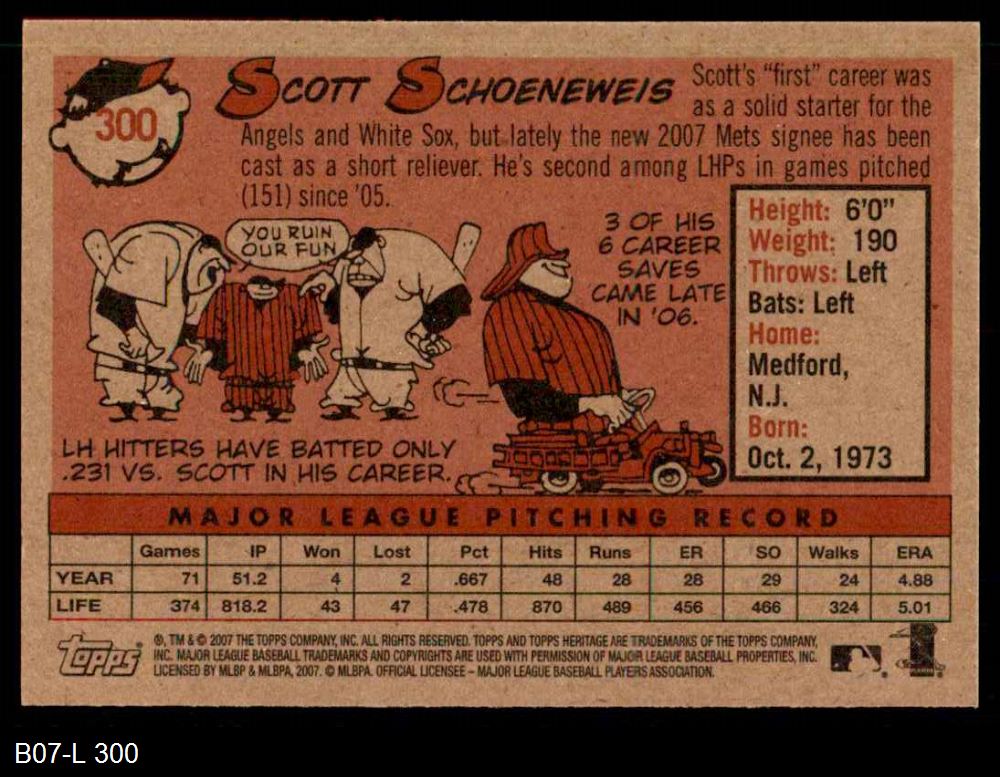 300
SCOTT SCHOENEWEIS
Scott's "first" career was
as a solid starter for the
Angels and White Sox, but lately the new 2007 Mets signee has been
cast as a short reliever. He's second among LHPs in games pitched
(151) since '05.
YOU RUIN
OUR FUN
3 OF HIS
6 CAREER
SAVES
CAME LATE
IN '06.
Height: 6'0"
Weight: 190
Throws: Left
Bats: Left
Home:
Medford,
N.J.
Born:
Oct. 2, 1973
LH HITTERS HAVE BATTED ONLY
.231 VS. SCOTT IN HIS CAREER.
MAJOR LEAGUE PITCHING RECORD
Games IP Won Lost Pct Hits Runs ER SO Walks ERA
YEAR 71 51.2 4 2 .667 48 28 28 29 24 4.88
LIFE 374 818.2 43 47 .478 870 489 456 466 324 5.01
TOPPS
®, TM & © 2007 THE TOPPS COMPANY, INC. ALL RIGHTS RESERVED. TOPPS AND TOPPS HERITAGE ARE TRADEMARKS OF THE TOPPS COMPANY,
INC. MAJOR LEAGUE BASEBALL TRADEMARKS AND COPYRIGHTS ARE USED WITH PERMISSION OF MAJOR LEAGUE BASEBALL PROPERTIES, INC.
LICENSED BY MLBP & MLBPA, 2007. © MLBPA. OFFICIAL LICENSEE – MAJOR LEAGUE BASEBALL PLAYERS ASSOCIATION.
B07-L 300